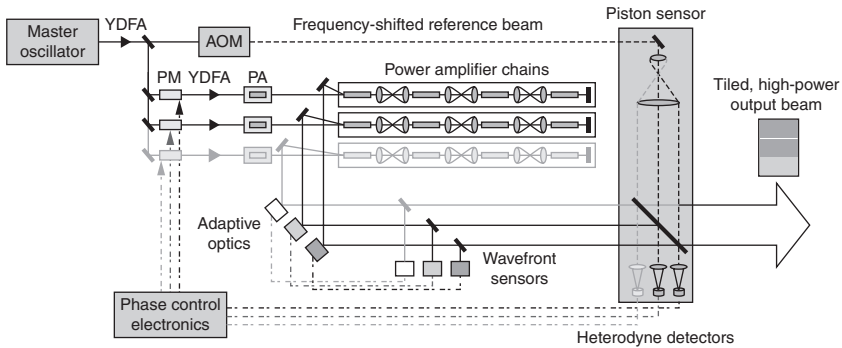 Piston sensor
Master
oscillator
YDFA
AOM
Frequency-shifted reference beam
PM
YDFA
PA
Power amplifier chains
Tiled, high-power
output beam
Adaptive
optics
Wavefront
sensors
Phase control
electronics
Heterodyne detectors